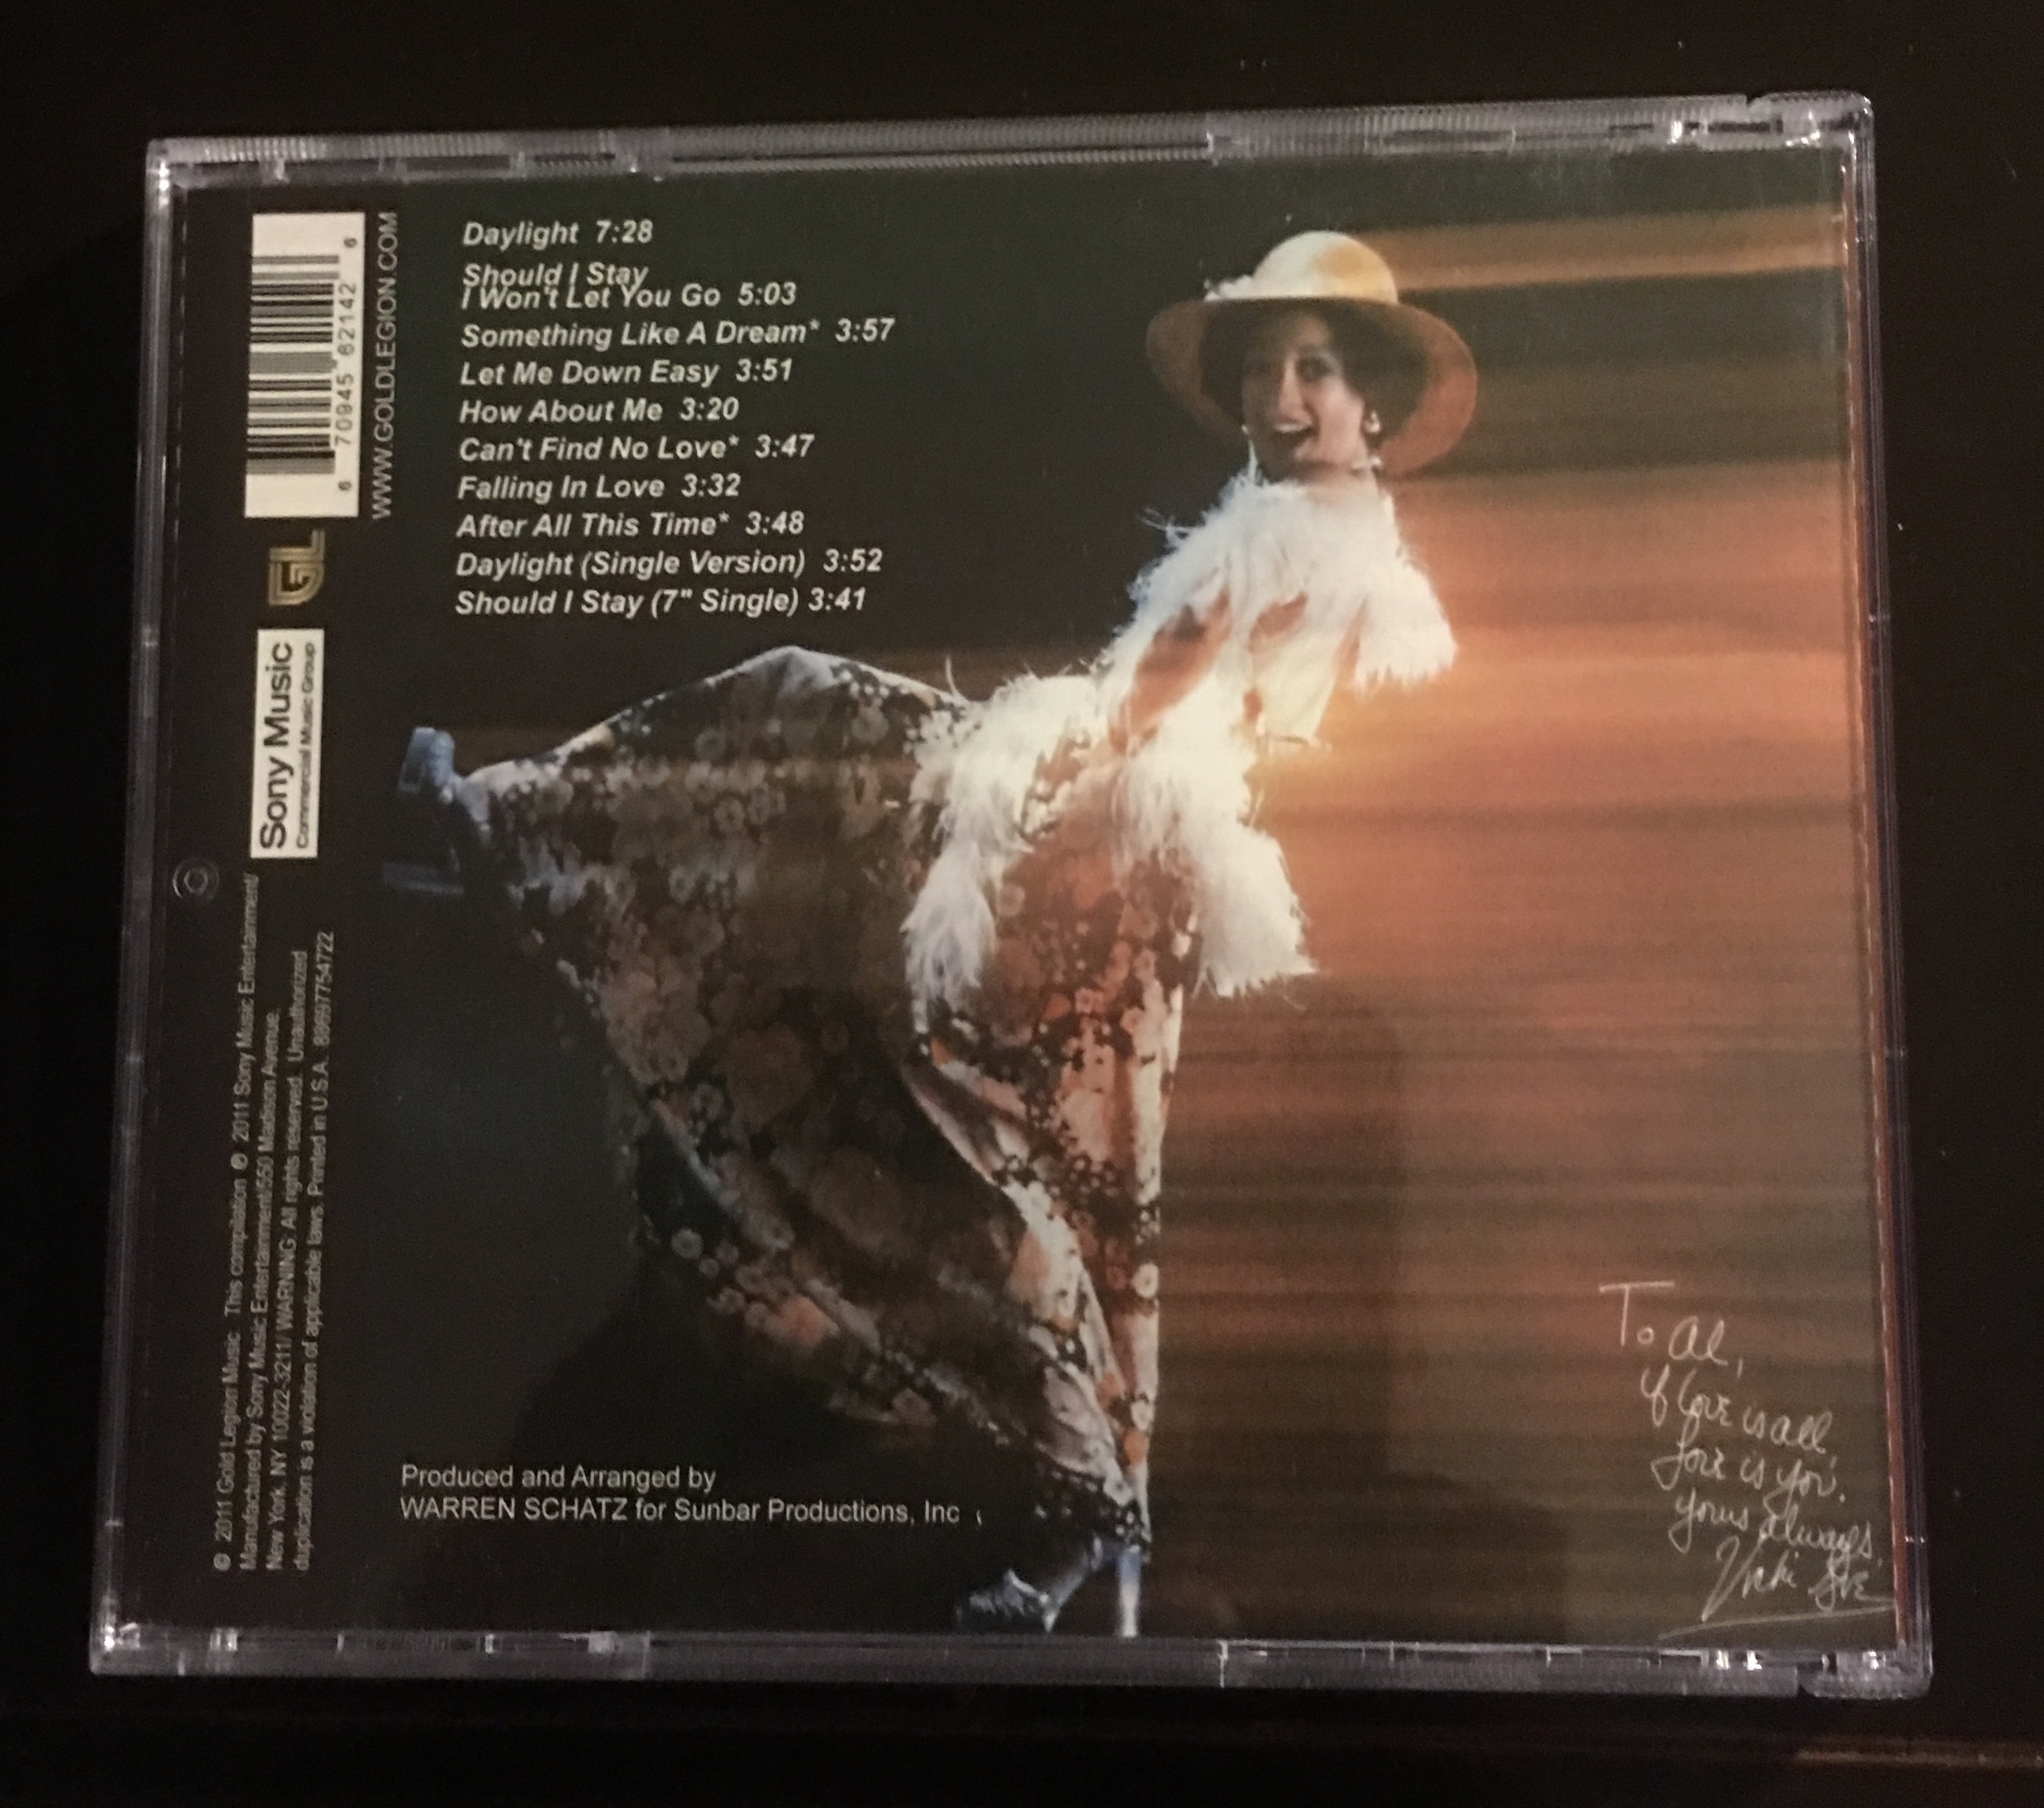 Daylight 7:28
Should I Stay
I Won't Let You Go 5:03
Something Like A Dream* 3:57
Let Me Down Easy 3:51
How About Me 3:20
Can't Find No Love* 3:47
Falling In Love 3:32
After All This Time* 3:48
Daylight (Single Version) 3:52
Should I Stay (7" Single) 3:41
6 70945 62142 6
WWW.GOLDLEGION.COM
GL
Sony Music
Commercial Music Group
© 2011 Gold Legion Music This compilation ℗ 2011 Sony Music Entertainment/
Manufactured by Sony Music Entertainment/550 Madison Avenue,
New York, NY 10022-3211/ WARNING: All rights reserved. Unauthorized
duplication is a violation of applicable laws. Printed in U.S.A. 88697754722
Produced and Arranged by
WARREN SCHATZ for Sunbar Productions, Inc
To Al,
if love is all,
love is you.
yours always,
Vicki Sue